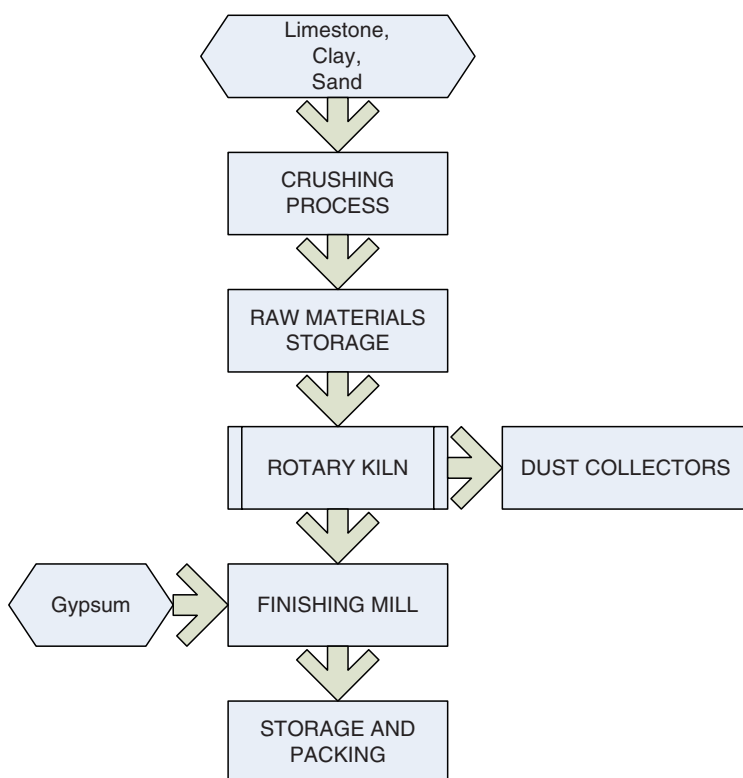 Limestone,
Clay,
Sand
CRUSHING
PROCESS
RAW MATERIALS
STORAGE
ROTARY KILN
DUST COLLECTORS
Gypsum
FINISHING MILL
STORAGE AND
PACKING